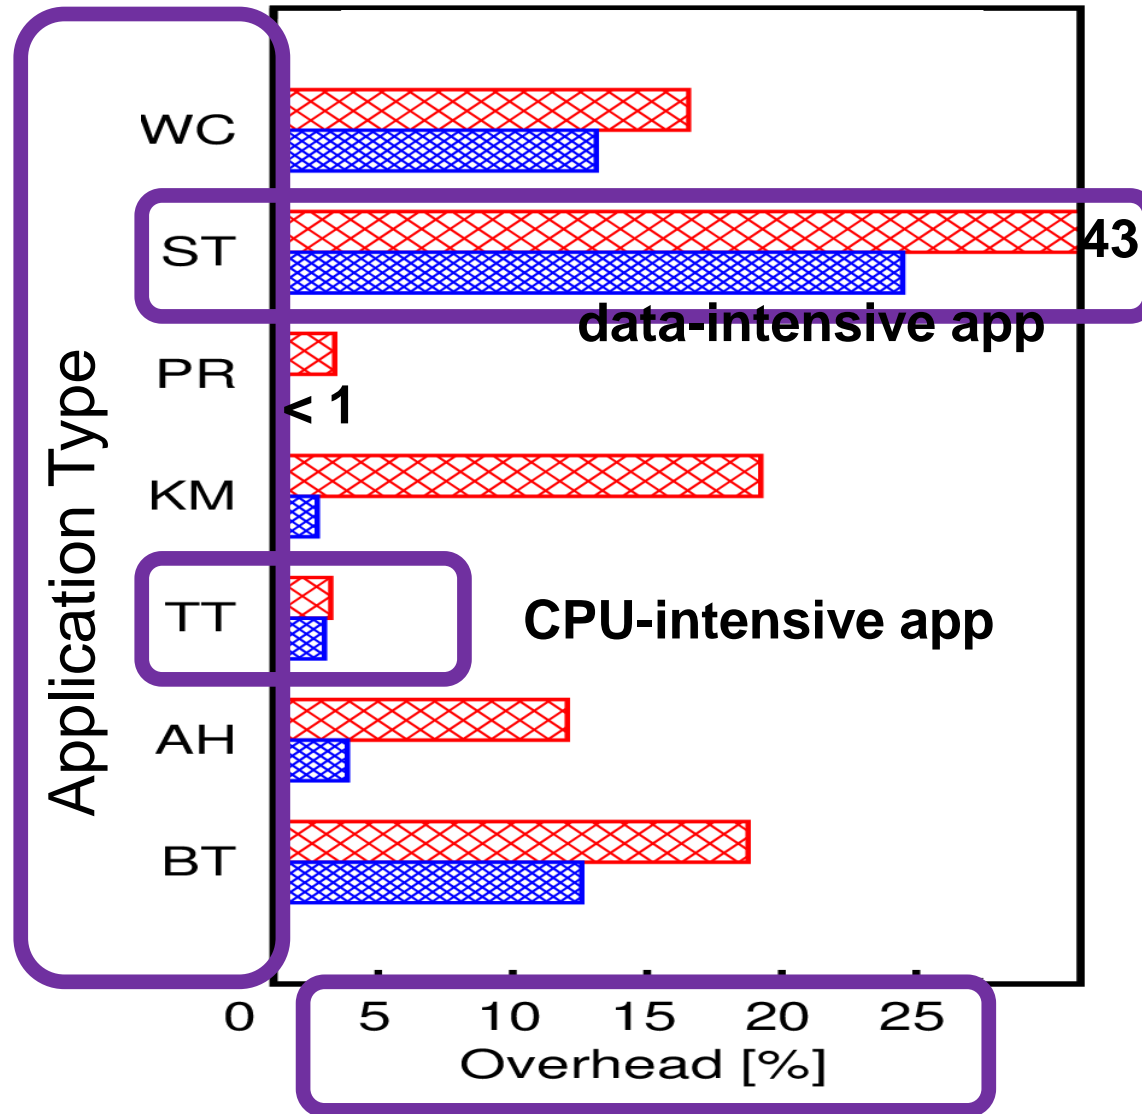 Application Type
WC
ST
43
data-intensive app
PR
< 1
KM
TT
CPU-intensive app
AH
BT
0 5 10 15 20 25
Overhead [%]